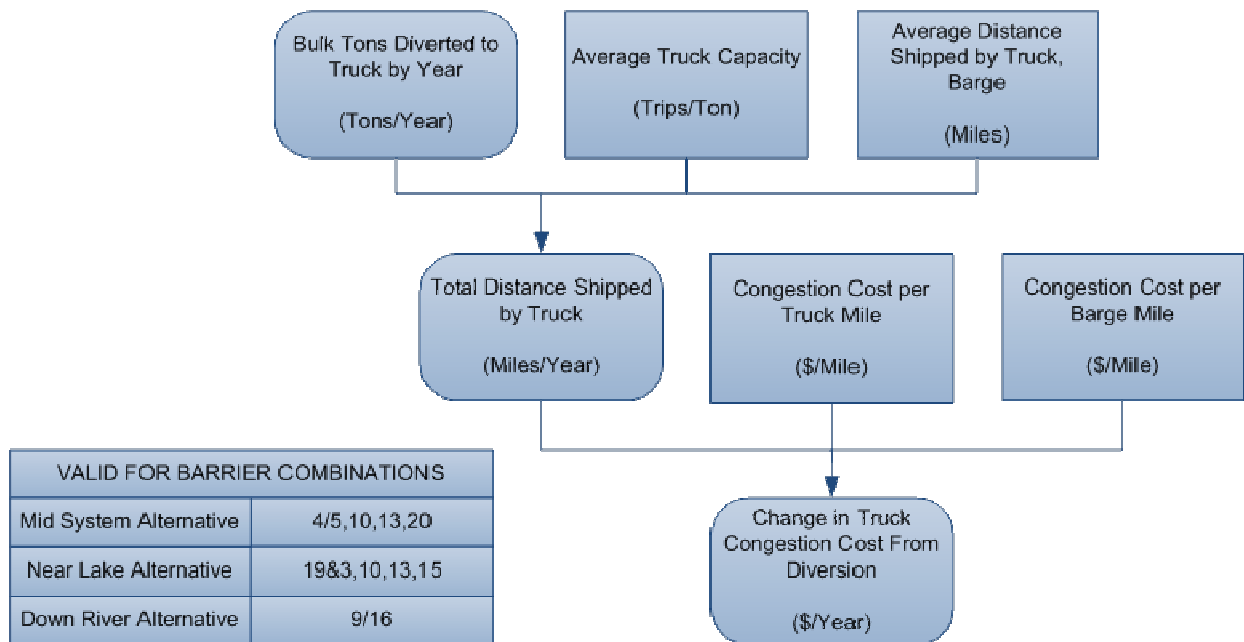 Bulk Tons Diverted to
Truck by Year
(Tons/Year)
Average Truck Capacity
(Trips/Ton)
Average Distance
Shipped by Truck,
Barge
(Miles)
Total Distance Shipped
by Truck
(Miles/Year)
Congestion Cost per
Truck Mile
($/Mile)
Congestion Cost per
Barge Mile
($/Mile)
VALID FOR BARRIER COMBINATIONS
Mid System Alternative 4/5,10,13,20
Near Lake Alternative 19&3,10,13,15
Down River Alternative 9/16
Change in Truck
Congestion Cost From
Diversion
($/Year)